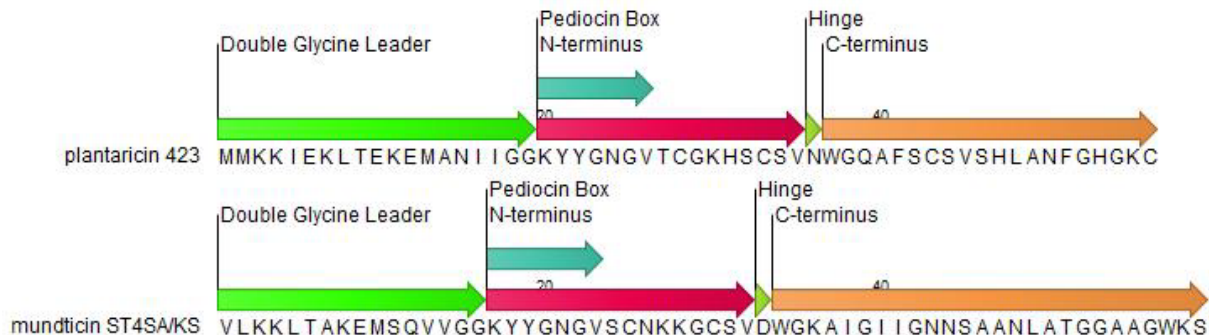 Pediocin Box Hinge
Double Glycine Leader N-terminus C-terminus
20 40
plantaricin 423 MMKKIEKLTEKEMANIIGGKYYGNGVTCGKHSCSVNWGQAFSCSVSHLANFGHGKC
Pediocin Box Hinge
Double Glycine Leader N-terminus C-terminus
20 40
mundticin ST4SA/KS VLKKLTAKEMSQVVGGKYYGNGVSCNKKGCSVDWGKAIGIIGNNSAANLATGGAAGWKS